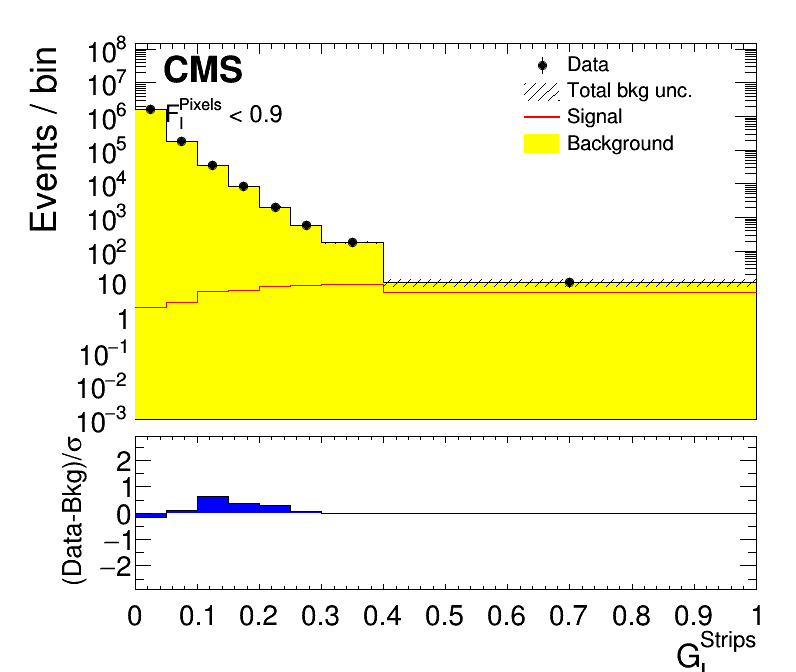 Events / bin
10^8
10^7
10^6
10^5
10^4
10^3
10^2
10
1
10^−1
10^−2
10^−3
CMS
F_I^Pixels < 0.9
Data
Total bkg unc.
Signal
Background
(Data-Bkg)/σ
2
1
0
−1
−2
0 0.1 0.2 0.3 0.4 0.5 0.6 0.7 0.8 0.9 1
G_I^Strips